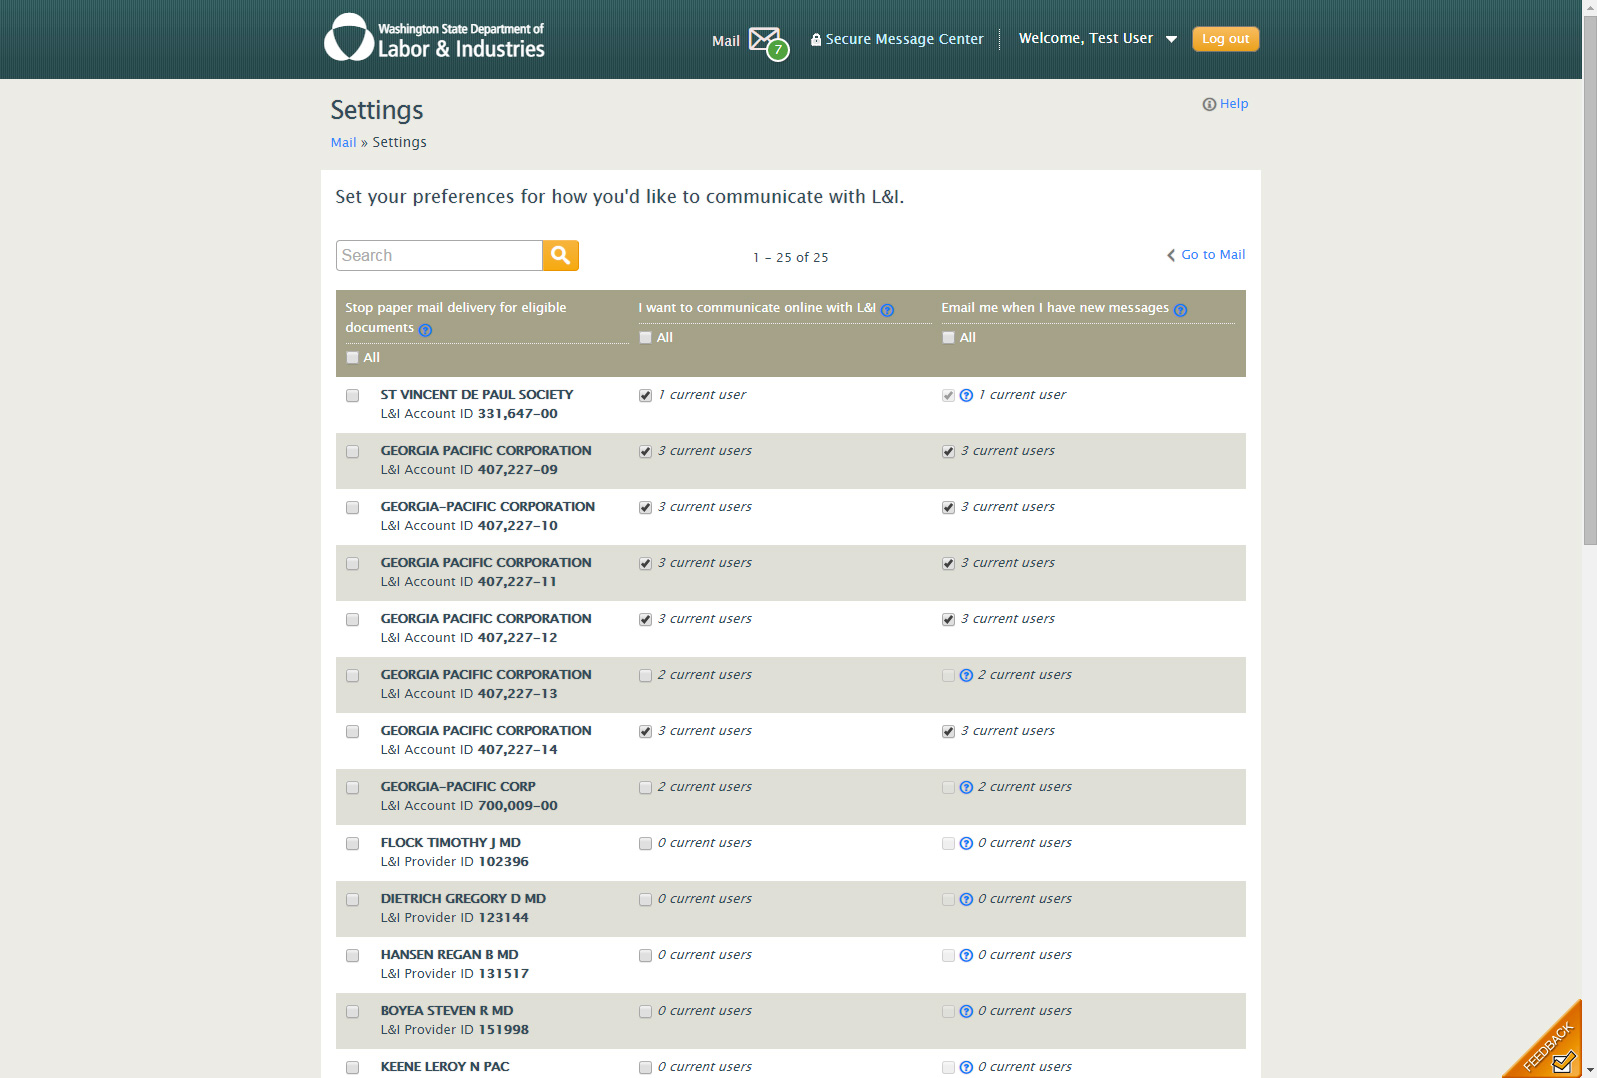 Washington State Department of
Labor & Industries
Mail 7 Secure Message Center Welcome, Test User Log out
Settings
Help
Mail » Settings
Set your preferences for how you'd like to communicate with L&I.
Search
1 – 25 of 25
Go to Mail
Stop paper mail delivery for eligible
documents
All
I want to communicate online with L&I
All
Email me when I have new messages
All
ST VINCENT DE PAUL SOCIETY
L&I Account ID 331,647-00
1 current user
1 current user
GEORGIA PACIFIC CORPORATION
L&I Account ID 407,227-09
3 current users
3 current users
GEORGIA-PACIFIC CORPORATION
L&I Account ID 407,227-10
3 current users
3 current users
GEORGIA PACIFIC CORPORATION
L&I Account ID 407,227-11
3 current users
3 current users
GEORGIA PACIFIC CORPORATION
L&I Account ID 407,227-12
3 current users
3 current users
GEORGIA PACIFIC CORPORATION
L&I Account ID 407,227-13
2 current users
2 current users
GEORGIA PACIFIC CORPORATION
L&I Account ID 407,227-14
3 current users
3 current users
GEORGIA-PACIFIC CORP
L&I Account ID 700,009-00
2 current users
2 current users
FLOCK TIMOTHY J MD
L&I Provider ID 102396
0 current users
0 current users
DIETRICH GREGORY D MD
L&I Provider ID 123144
0 current users
0 current users
HANSEN REGAN B MD
L&I Provider ID 131517
0 current users
0 current users
BOYEA STEVEN R MD
L&I Provider ID 151998
0 current users
0 current users
KEENE LEROY N PAC
0 current users
0 current users
FEEDBACK